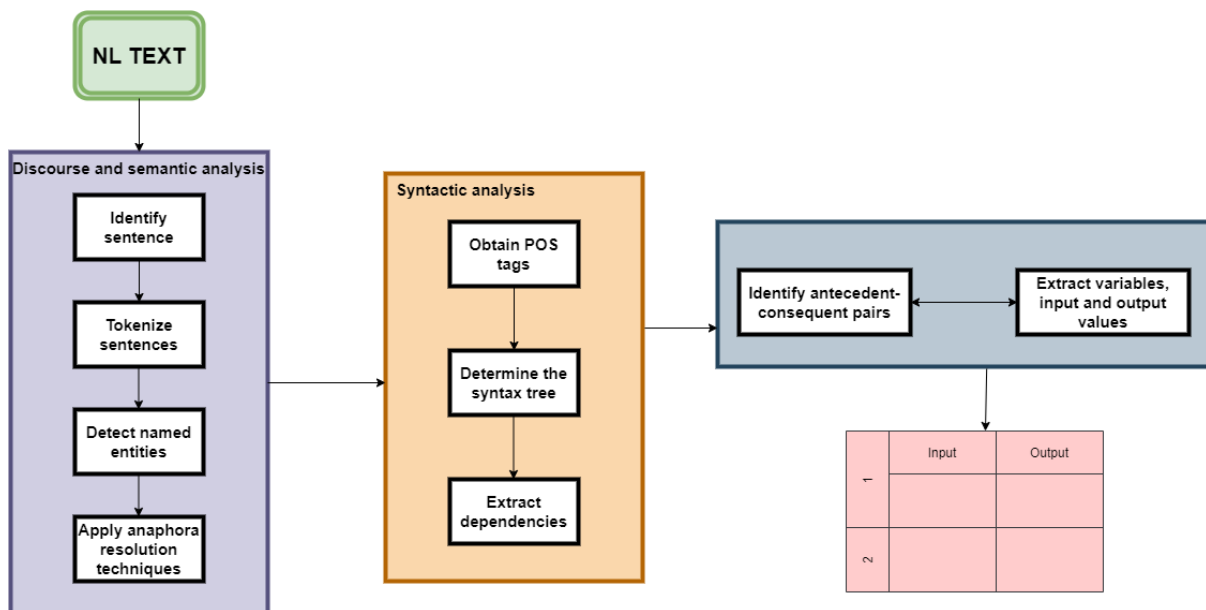 NL TEXT
Discourse and semantic analysis
Identify
sentence
Tokenize
sentences
Detect named
entities
Apply anaphora
resolution
techniques
Syntactic analysis
Obtain POS
tags
Determine the
syntax tree
Extract
dependencies
Identify antecedent-
consequent pairs
Extract variables,
input and output
values
Input
Output
1
2